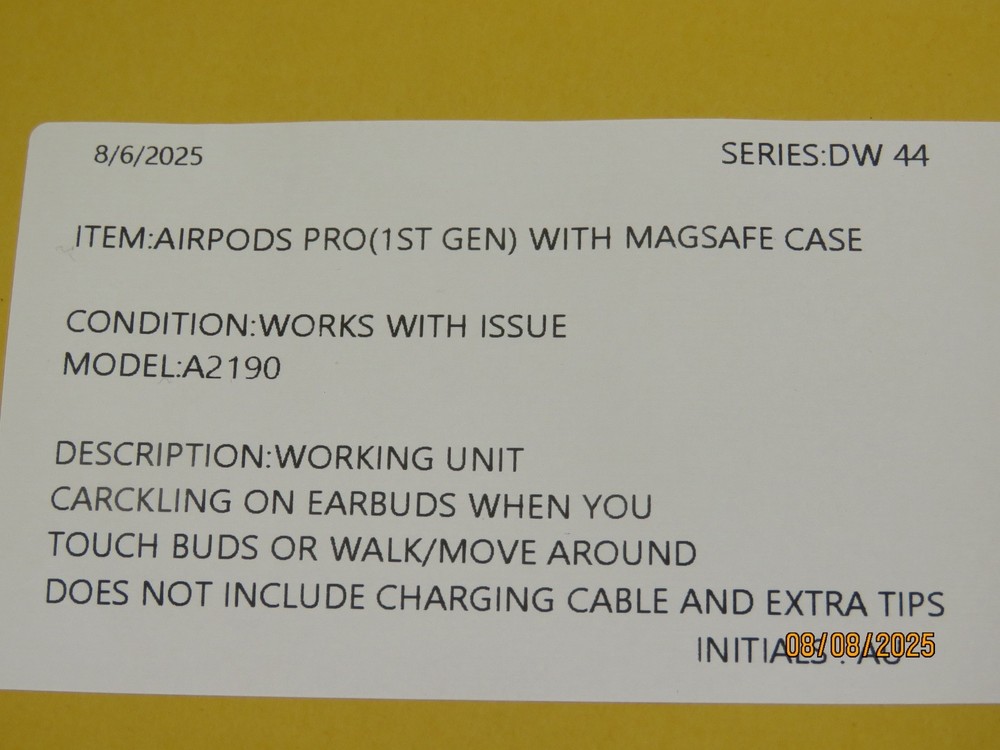 8/6/2025 SERIES:DW 44
ITEM:AIRPODS PRO(1ST GEN) WITH MAGSAFE CASE
CONDITION:WORKS WITH ISSUE
MODEL:A2190
DESCRIPTION:WORKING UNIT
CARCKLING ON EARBUDS WHEN YOU
TOUCH BUDS OR WALK/MOVE AROUND
DOES NOT INCLUDE CHARGING CABLE AND EXTRA TIPS
INITIALS :
08/08/2025